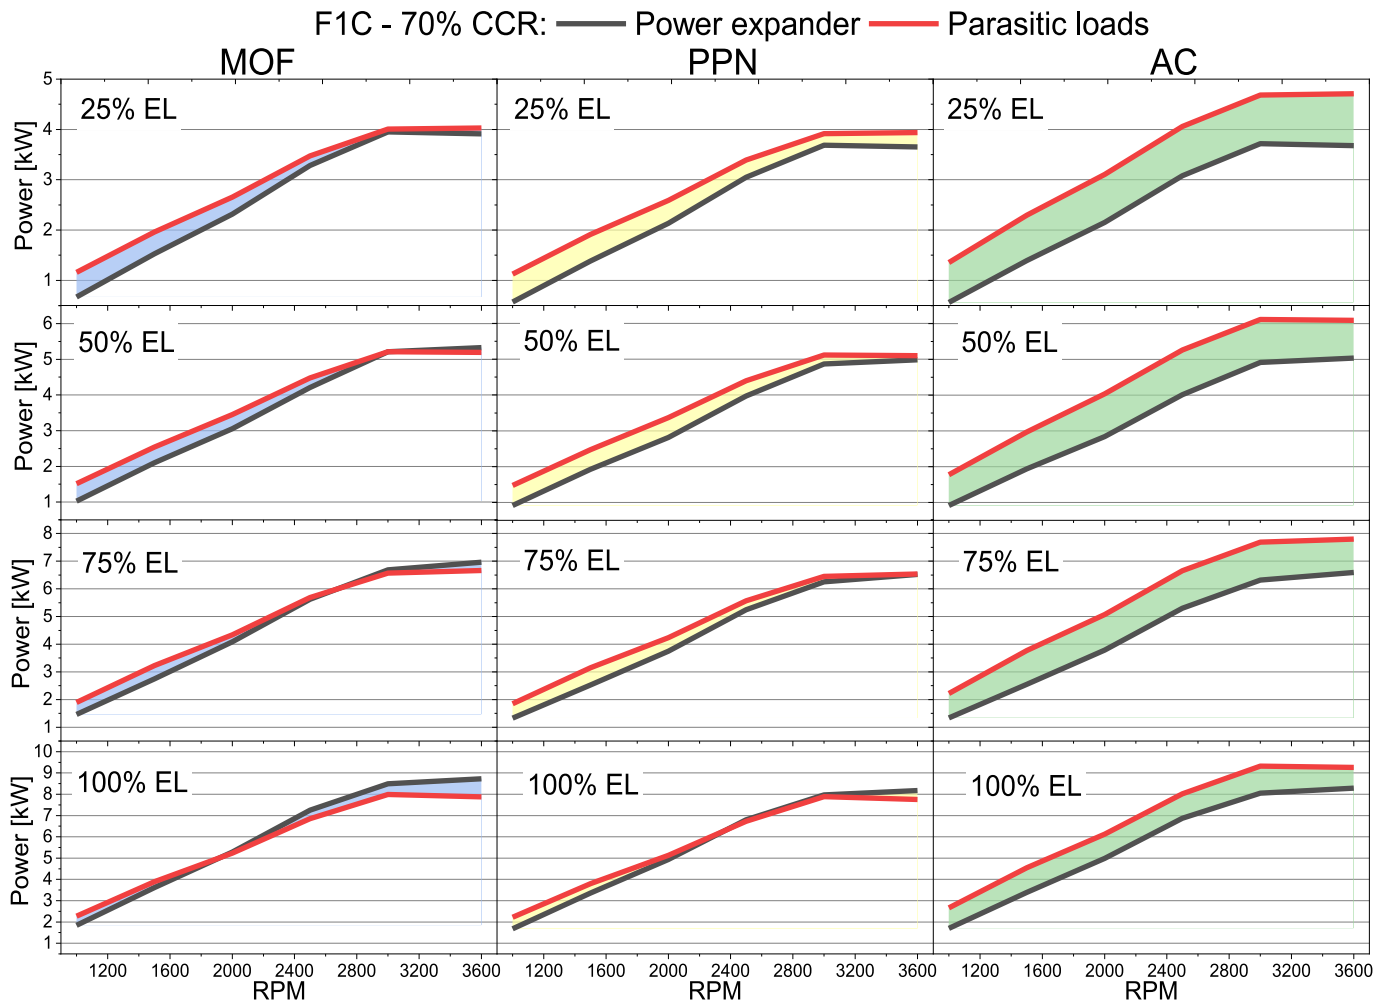 F1C - 70% CCR: Power expander Parasitic loads
MOF PPN AC
Power [kW]
5
4
3
2
1
25% EL 25% EL 25% EL
Power [kW]
6
5
4
3
2
1
50% EL 50% EL 50% EL
Power [kW]
8
7
6
5
4
3
2
1
75% EL 75% EL 75% EL
Power [kW]
10
9
8
7
6
5
4
3
2
1
100% EL 100% EL 100% EL
1200 1600 2000 2400 2800 3200 3600 1200 1600 2000 2400 2800 3200 3600 1200 1600 2000 2400 2800 3200 3600
RPM RPM RPM